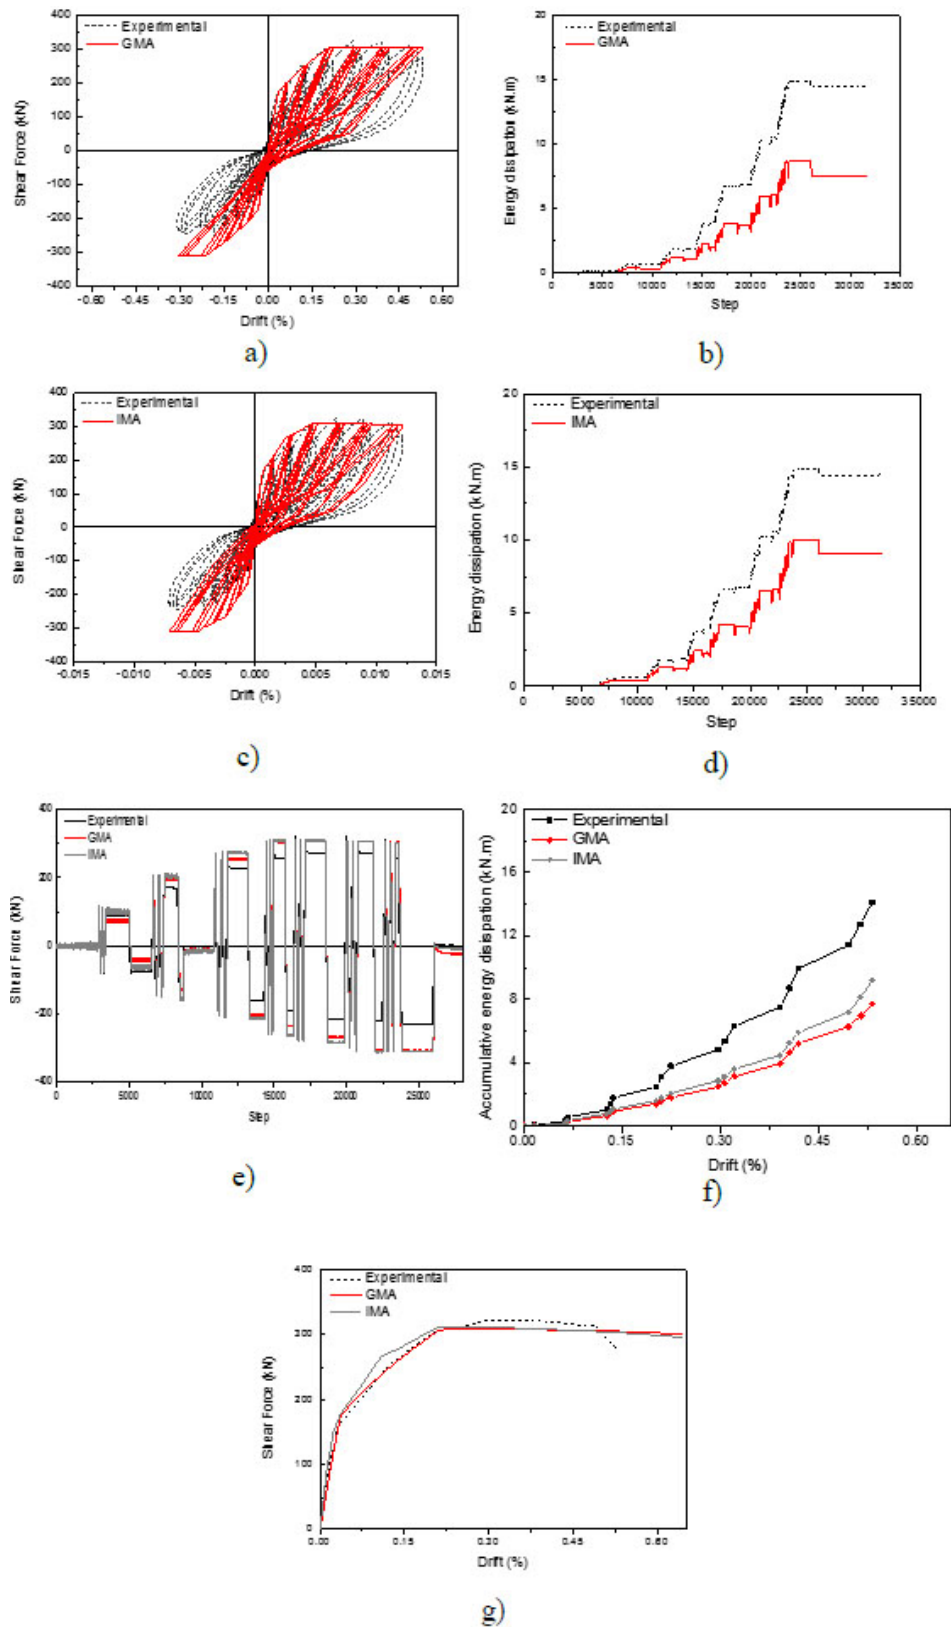 Experimental
GMA
400
300
200
100
0
-100
-200
-300
-400
-0.60 -0.45 -0.30 -0.15 0.00 0.15 0.30 0.45 0.60
Shear Force (kN)
Drift (%)
a)
Experimental
GMA
20
15
10
5
0
0 5000 10000 15000 20000 25000 30000 35000
Energy dissipation (kN.m)
Step
b)
Experimental
IMA
400
300
200
100
0
-100
-200
-300
-400
-0.015 -0.010 -0.005 0.000 0.005 0.010 0.015
Shear Force (kN)
Drift (%)
c)
Experimental
IMA
20
15
10
5
0
0 5000 10000 15000 20000 25000 30000 35000
Energy dissipation (kN.m)
Step
d)
Experimental
GMA
IMA
400
200
0
-200
-400
0 5000 10000 15000 20000 25000
Shear Force (kN)
Step
e)
Experimental
GMA
IMA
20
16
12
8
4
0
0.00 0.15 0.30 0.45 0.60
Accumulative energy dissipation (kN.m)
Drift (%)
f)
Experimental
GMA
IMA
400
300
200
100
0
0.00 0.15 0.30 0.45 0.60
Shear Force (kN)
Drift (%)
g)